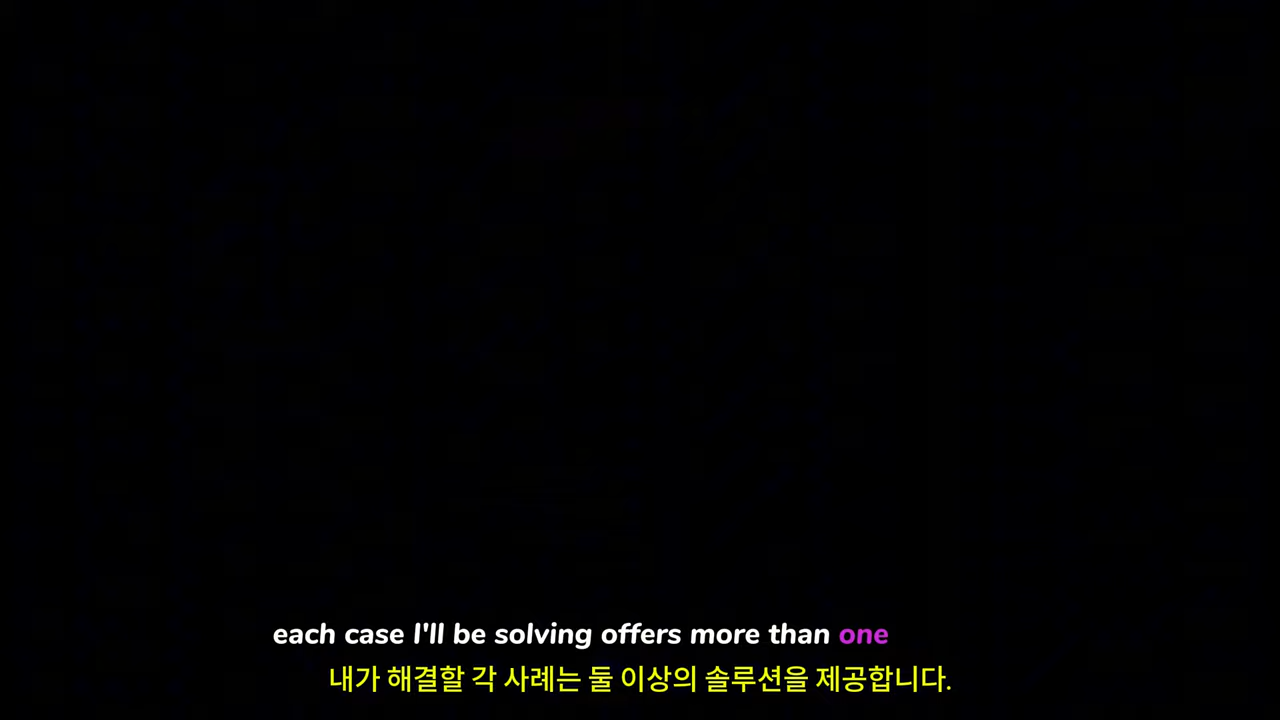 each case I'll be solving offers more than one
내가 해결할 각 사례는 둘 이상의 솔루션을 제공합니다.